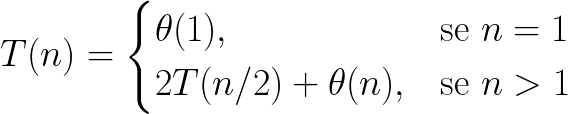 T(n) = { θ(1), se n = 1
2T(n/2) + θ(n), se n > 1